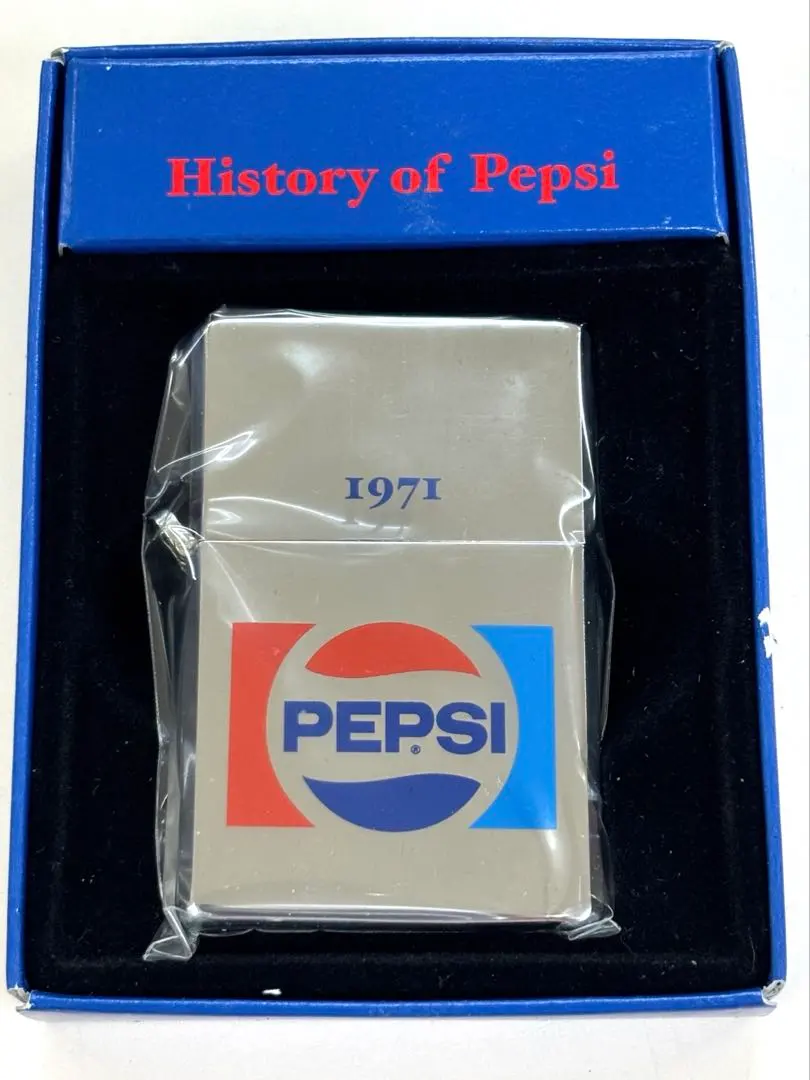 History of Pepsi
1971
PEPSI®